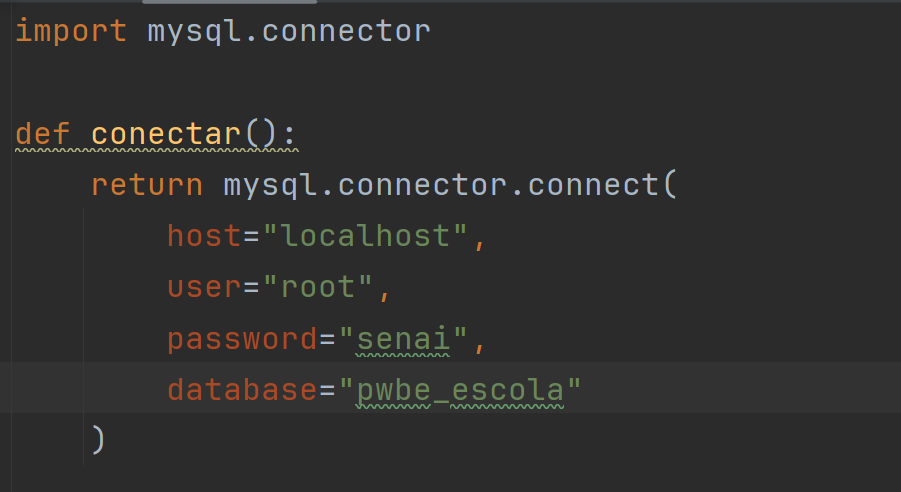 import mysql.connector
def conectar():
return mysql.connector.connect(
host="localhost",
user="root",
password="senai",
database="pwbe_escola"
)